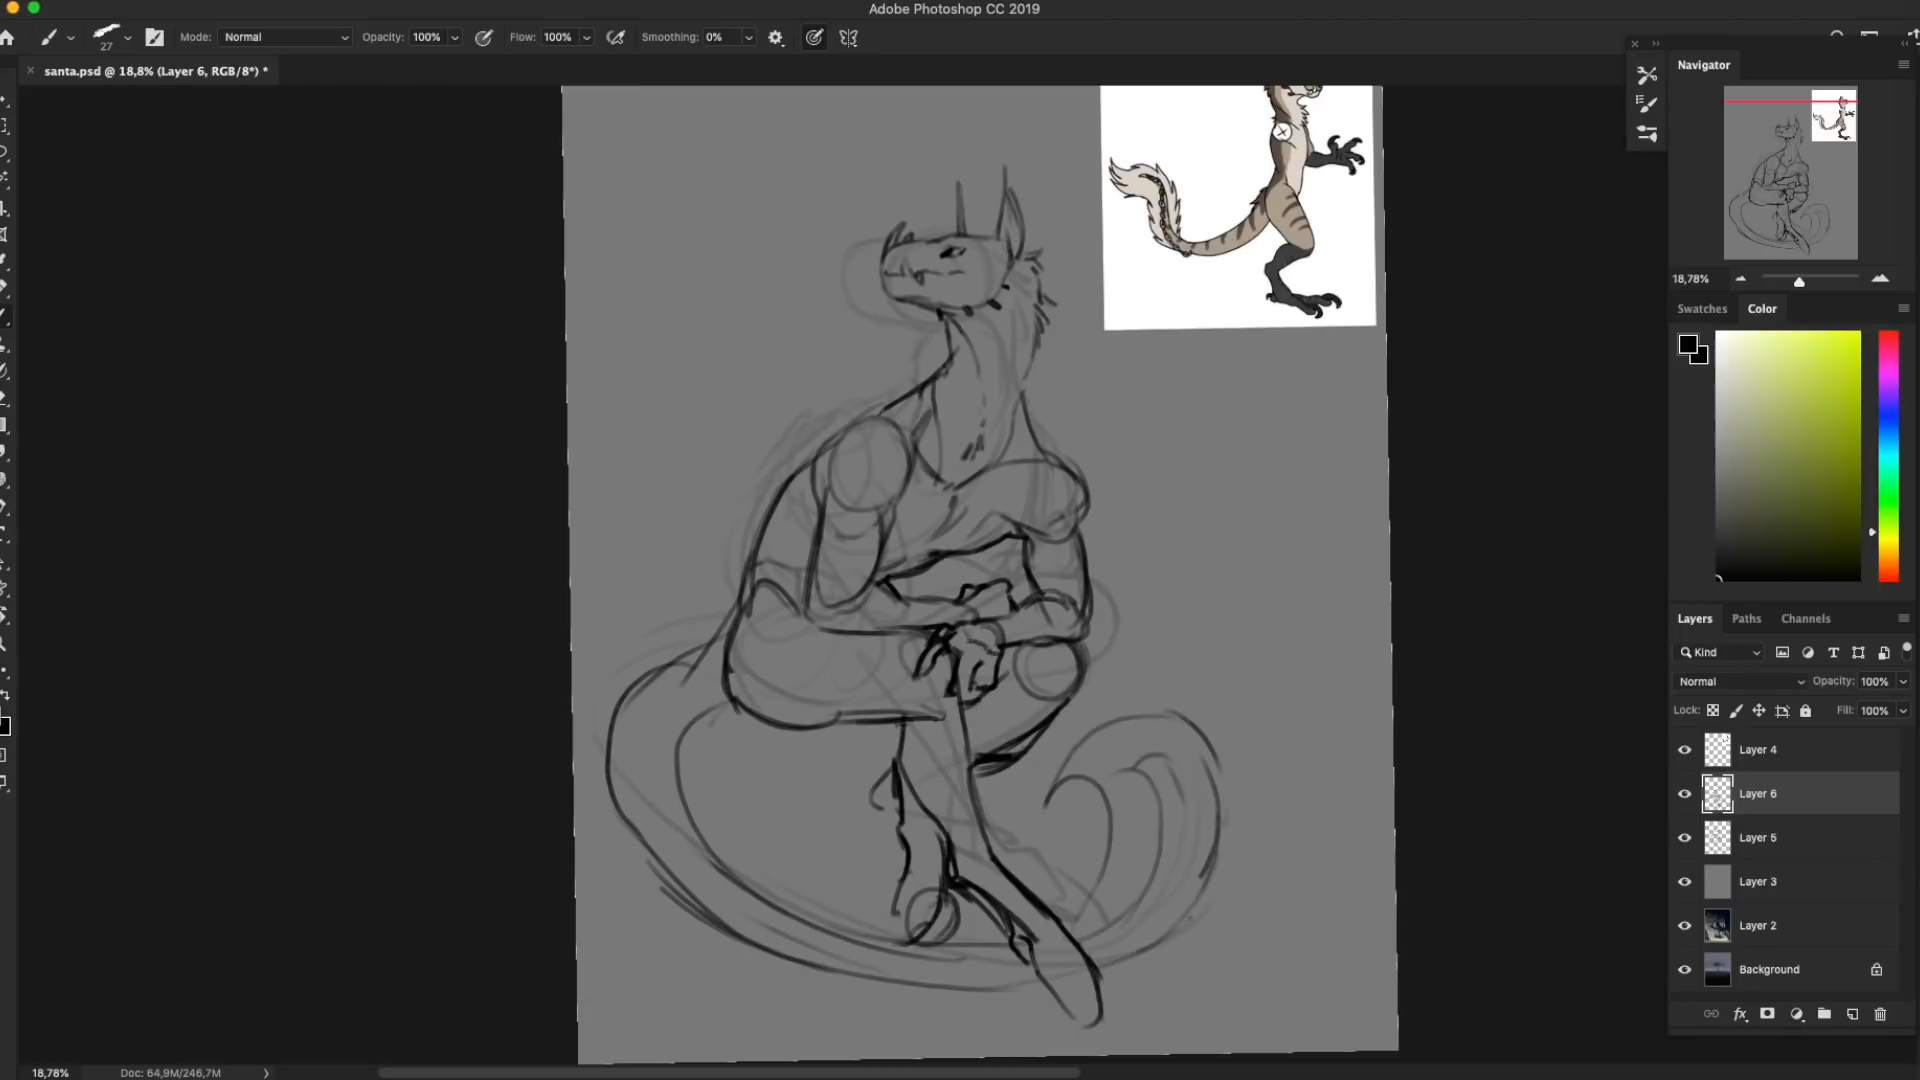 Adobe Photoshop CC 2019
27
Mode: Normal
Opacity: 100%
Flow: 100%
Smoothing: 0%
santa.psd @ 18,8% (Layer 6, RGB/8*) *
Navigator
18,78%
Swatches
Color
Layers
Paths
Channels
Kind
Normal
Opacity: 100%
Lock:
Fill: 100%
Layer 4
Layer 6
Layer 5
Layer 3
Layer 2
Background
fx
18,78%
Doc: 64,9M/246,7M